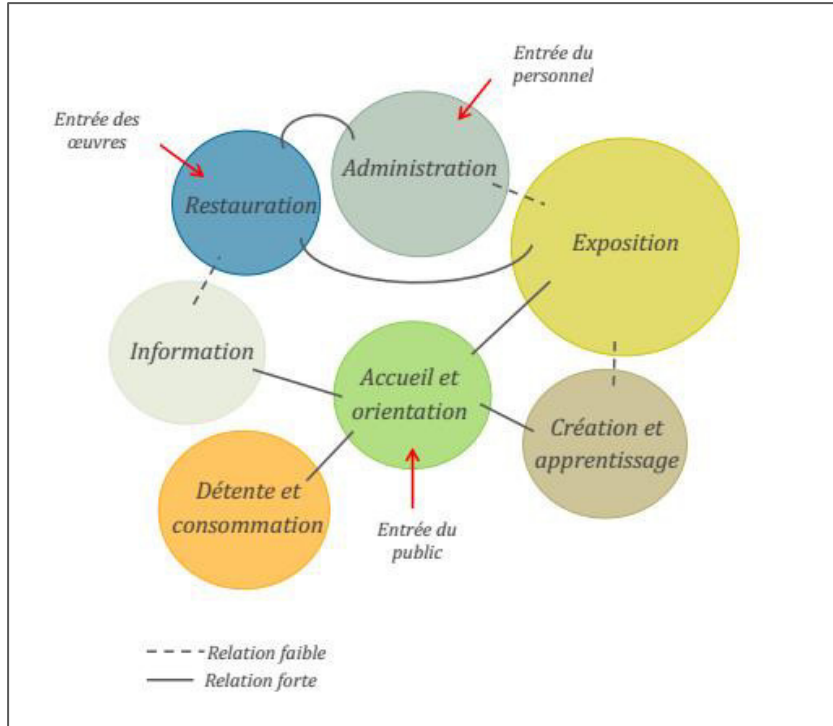 Entrée du
personnel
Entrée des
œuvres
Administration
Restauration
Exposition
Information
Accueil et
orientation
Création et
apprentissage
Détente et
consommation
Entrée du
public
Relation faible
Relation forte